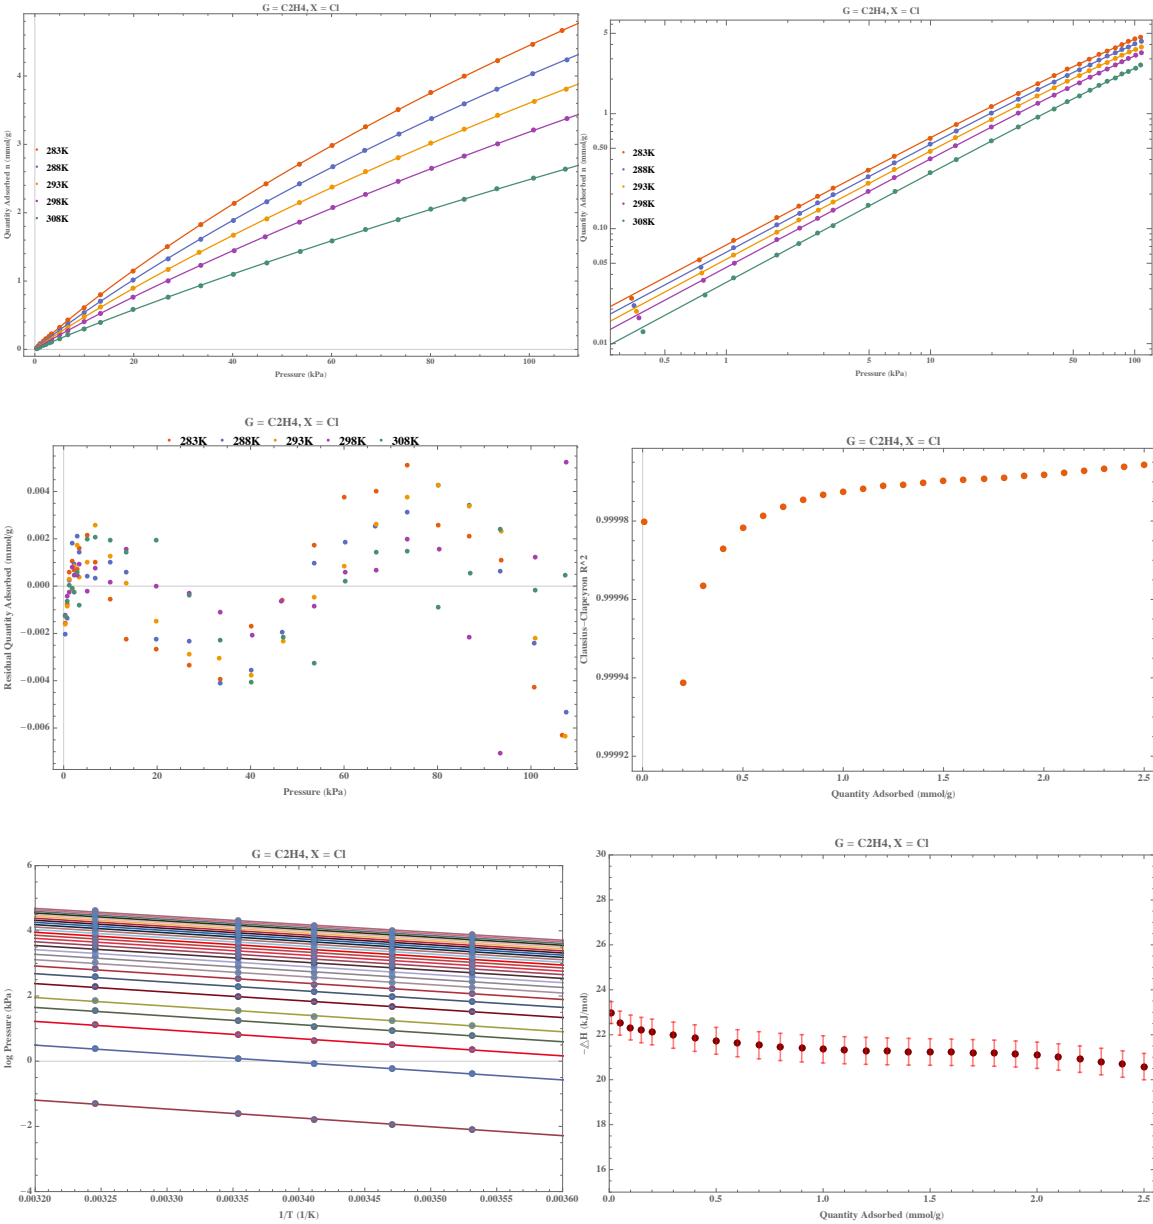 G = C2H4, X = Cl
Quantity Adsorbed n (mmol/g)
4
3
2
1
0
283K
288K
293K
298K
308K
0
20
40
60
80
100
Pressure (kPa)
G = C2H4, X = Cl
Quantity Adsorbed n (mmol/g)
5
1
0.50
0.10
0.05
0.01
283K
288K
293K
298K
308K
0.5
1
5
10
50
100
Pressure (kPa)
G = C2H4, X = Cl
283K 288K 293K 298K 308K
Residual Quantity Adsorbed (mmol/g)
0.004
0.002
0.000
−0.002
−0.004
−0.006
0
20
40
60
80
100
Pressure (kPa)
G = C2H4, X = Cl
Clausius−Clapeyron R^2
0.99998
0.99996
0.99994
0.99992
0.0
0.5
1.0
1.5
2.0
2.5
Quantity Adsorbed (mmol/g)
G = C2H4, X = Cl
log Pressure (kPa)
6
4
2
0
−2
−4
0.00320
0.00325
0.00330
0.00335
0.00340
0.00345
0.00350
0.00355
0.00360
1/T (1/K)
G = C2H4, X = Cl
−△H (kJ/mol)
30
28
26
24
22
20
18
16
0.0
0.5
1.0
1.5
2.0
2.5
Quantity Adsorbed (mmol/g)